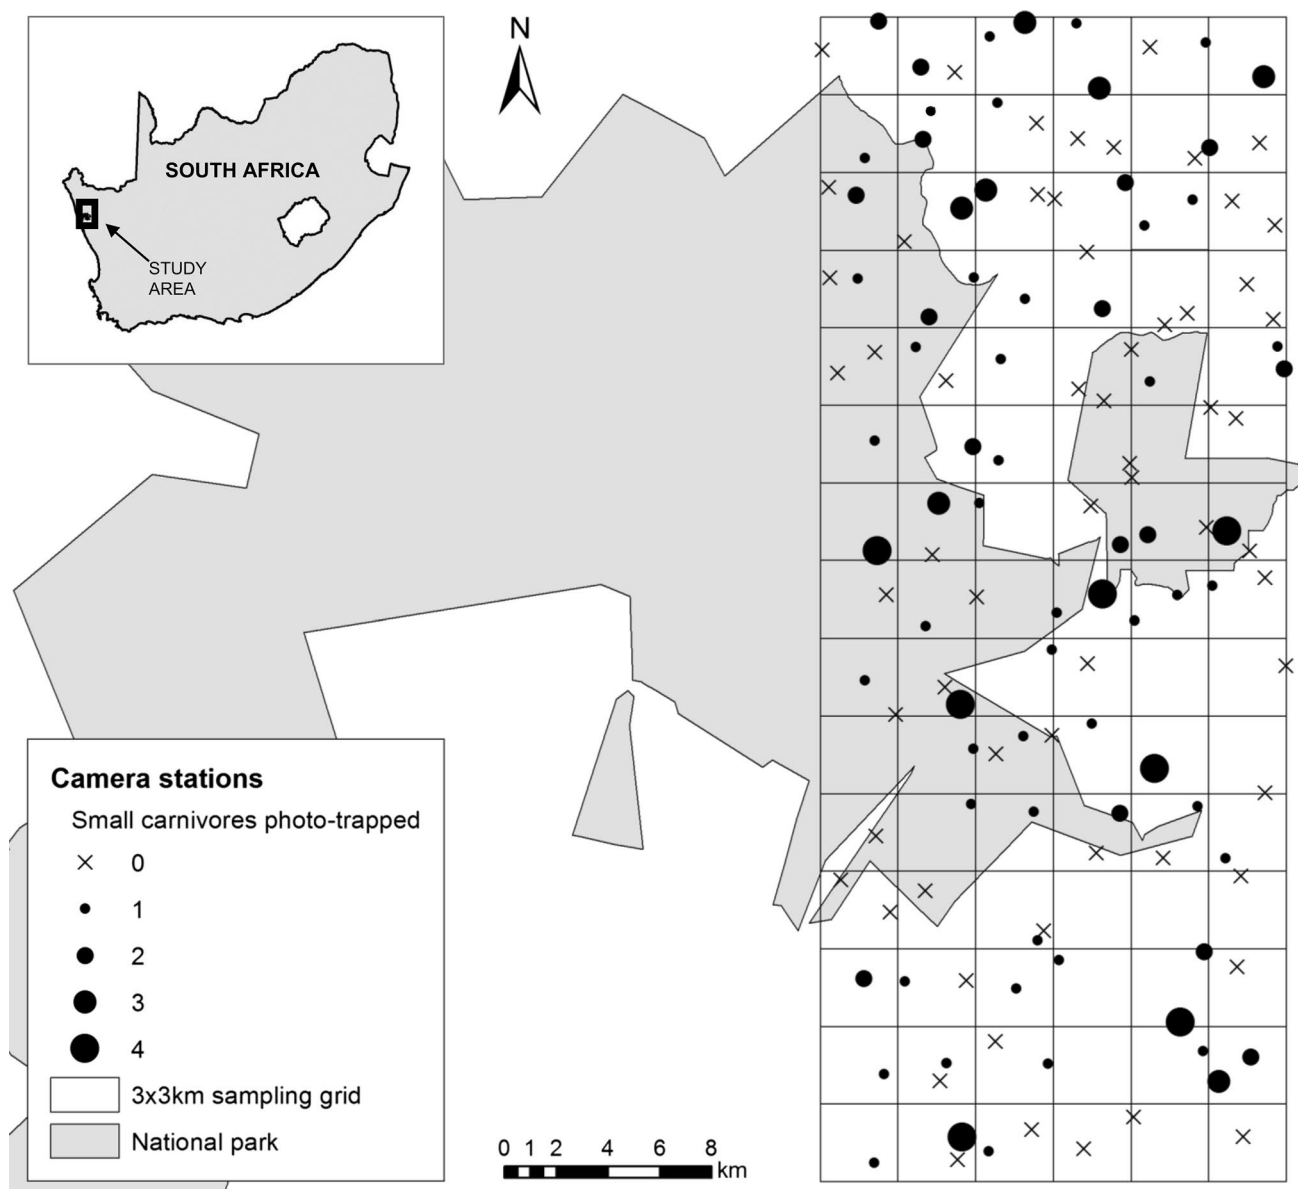 N
SOUTH AFRICA
STUDY
AREA
Camera stations
Small carnivores photo-trapped
0
1
2
3
4
3x3km sampling grid
National park
0 1 2 4 6 8
km